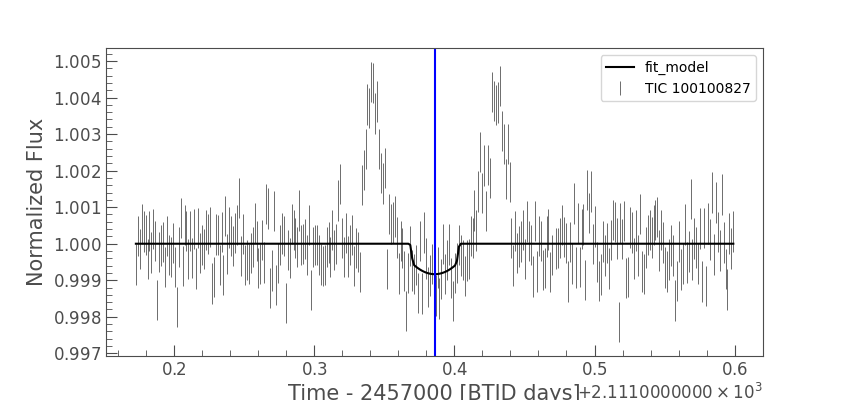 1.005
1.004
1.003
1.002
1.001
1.000
0.999
0.998
0.997
Normalized Flux
fit_model
TIC 100100827
0.2 0.3 0.4 0.5 0.6
Time - 2457000 [BTJD days]
+2.1110000000 × 10³